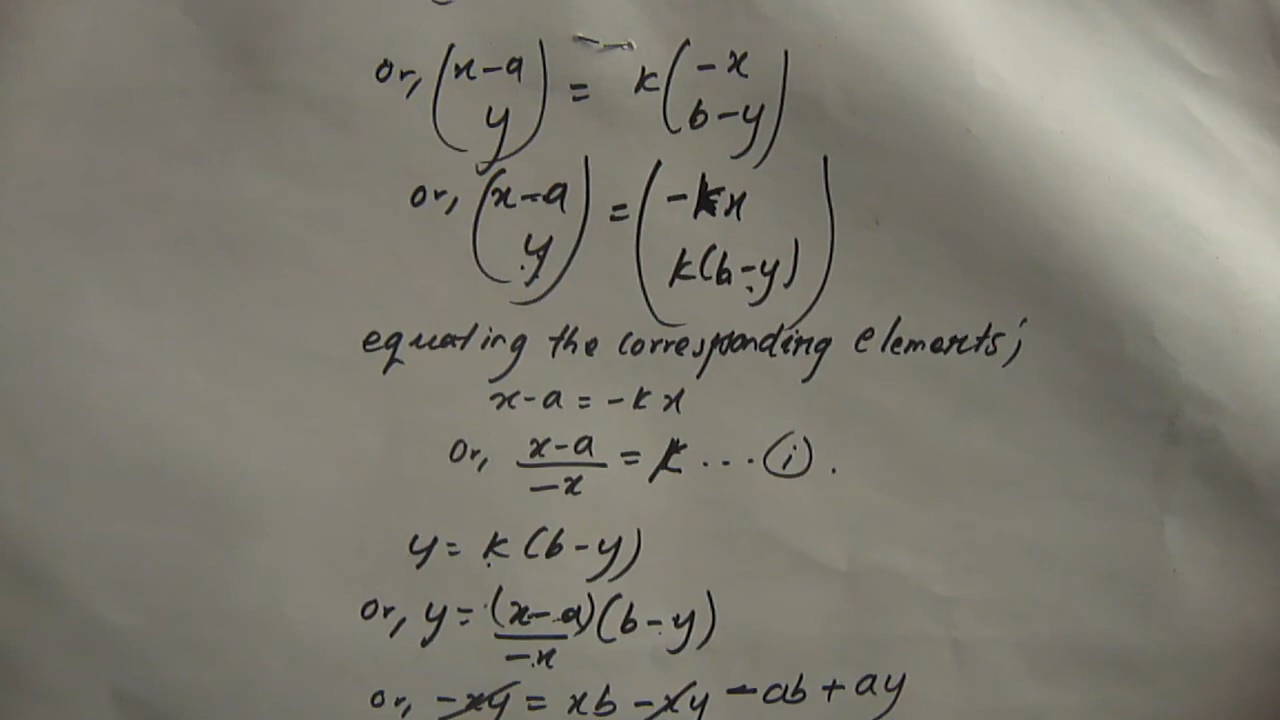 or, (x-a y) = k(-x b-y)
or, (x-a y) = (-kx k(b-y))
equating the corresponding elements;
x-a = -kx
Or, x-a/-x = k ... (i).
y = k(b-y)
or, y = (x-a)(b-y)/-x
or, -xy = xb - xy - ab + ay